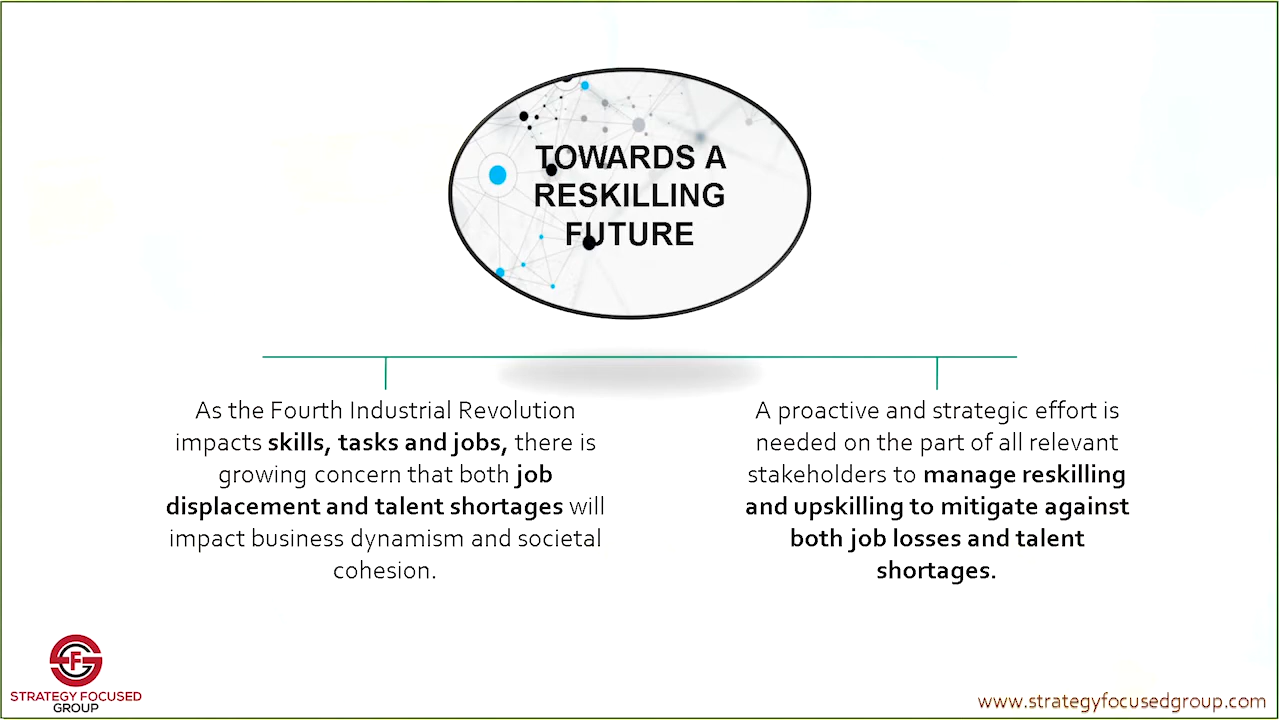 TOWARDS A
RESKILLING
FUTURE
As the Fourth Industrial Revolution
impacts skills, tasks and jobs, there is
growing concern that both job
displacement and talent shortages will
impact business dynamism and societal
cohesion.
A proactive and strategic effort is
needed on the part of all relevant
stakeholders to manage reskilling
and upskilling to mitigate against
both job losses and talent
shortages.
SFG
STRATEGY FOCUSED
GROUP
www.strategyfocusedgroup.com